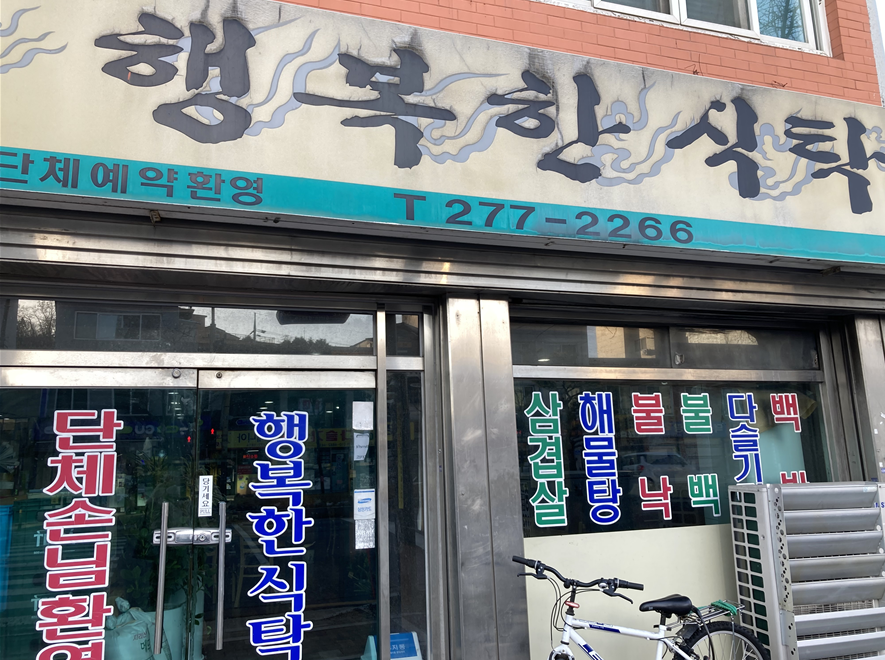 행복한식탁
단체예약환영 T 277-2266
단체손님환영
행복한식탁
당기세요
삼겹살
해물탕
불낙
불백
다슬기
백반